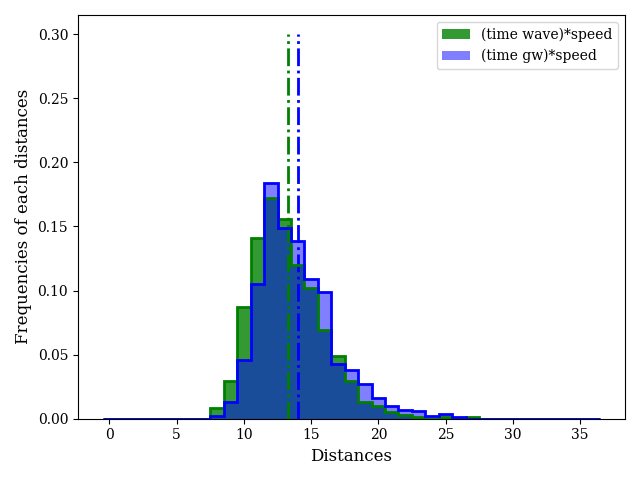 0.30
0.25
0.20
0.15
0.10
0.05
0.00
0 5 10 15 20 25 30 35
Distances
Frequencies of each distances
(time wave)*speed
(time gw)*speed